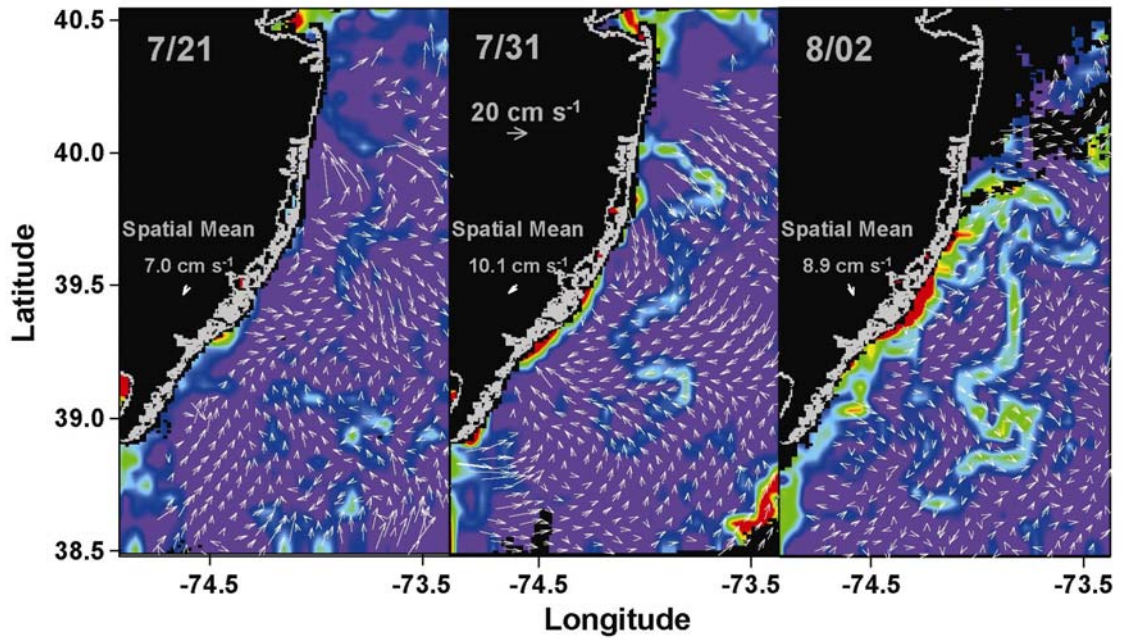 40.5
40.0
39.5
39.0
38.5
Latitude
7/21
Spatial Mean
7.0 cm s⁻¹
-74.5
-73.5
7/31
20 cm s⁻¹
Spatial Mean
10.1 cm s⁻¹
-74.5
-73.5
8/02
Spatial Mean
8.9 cm s⁻¹
-74.5
-73.5
Longitude